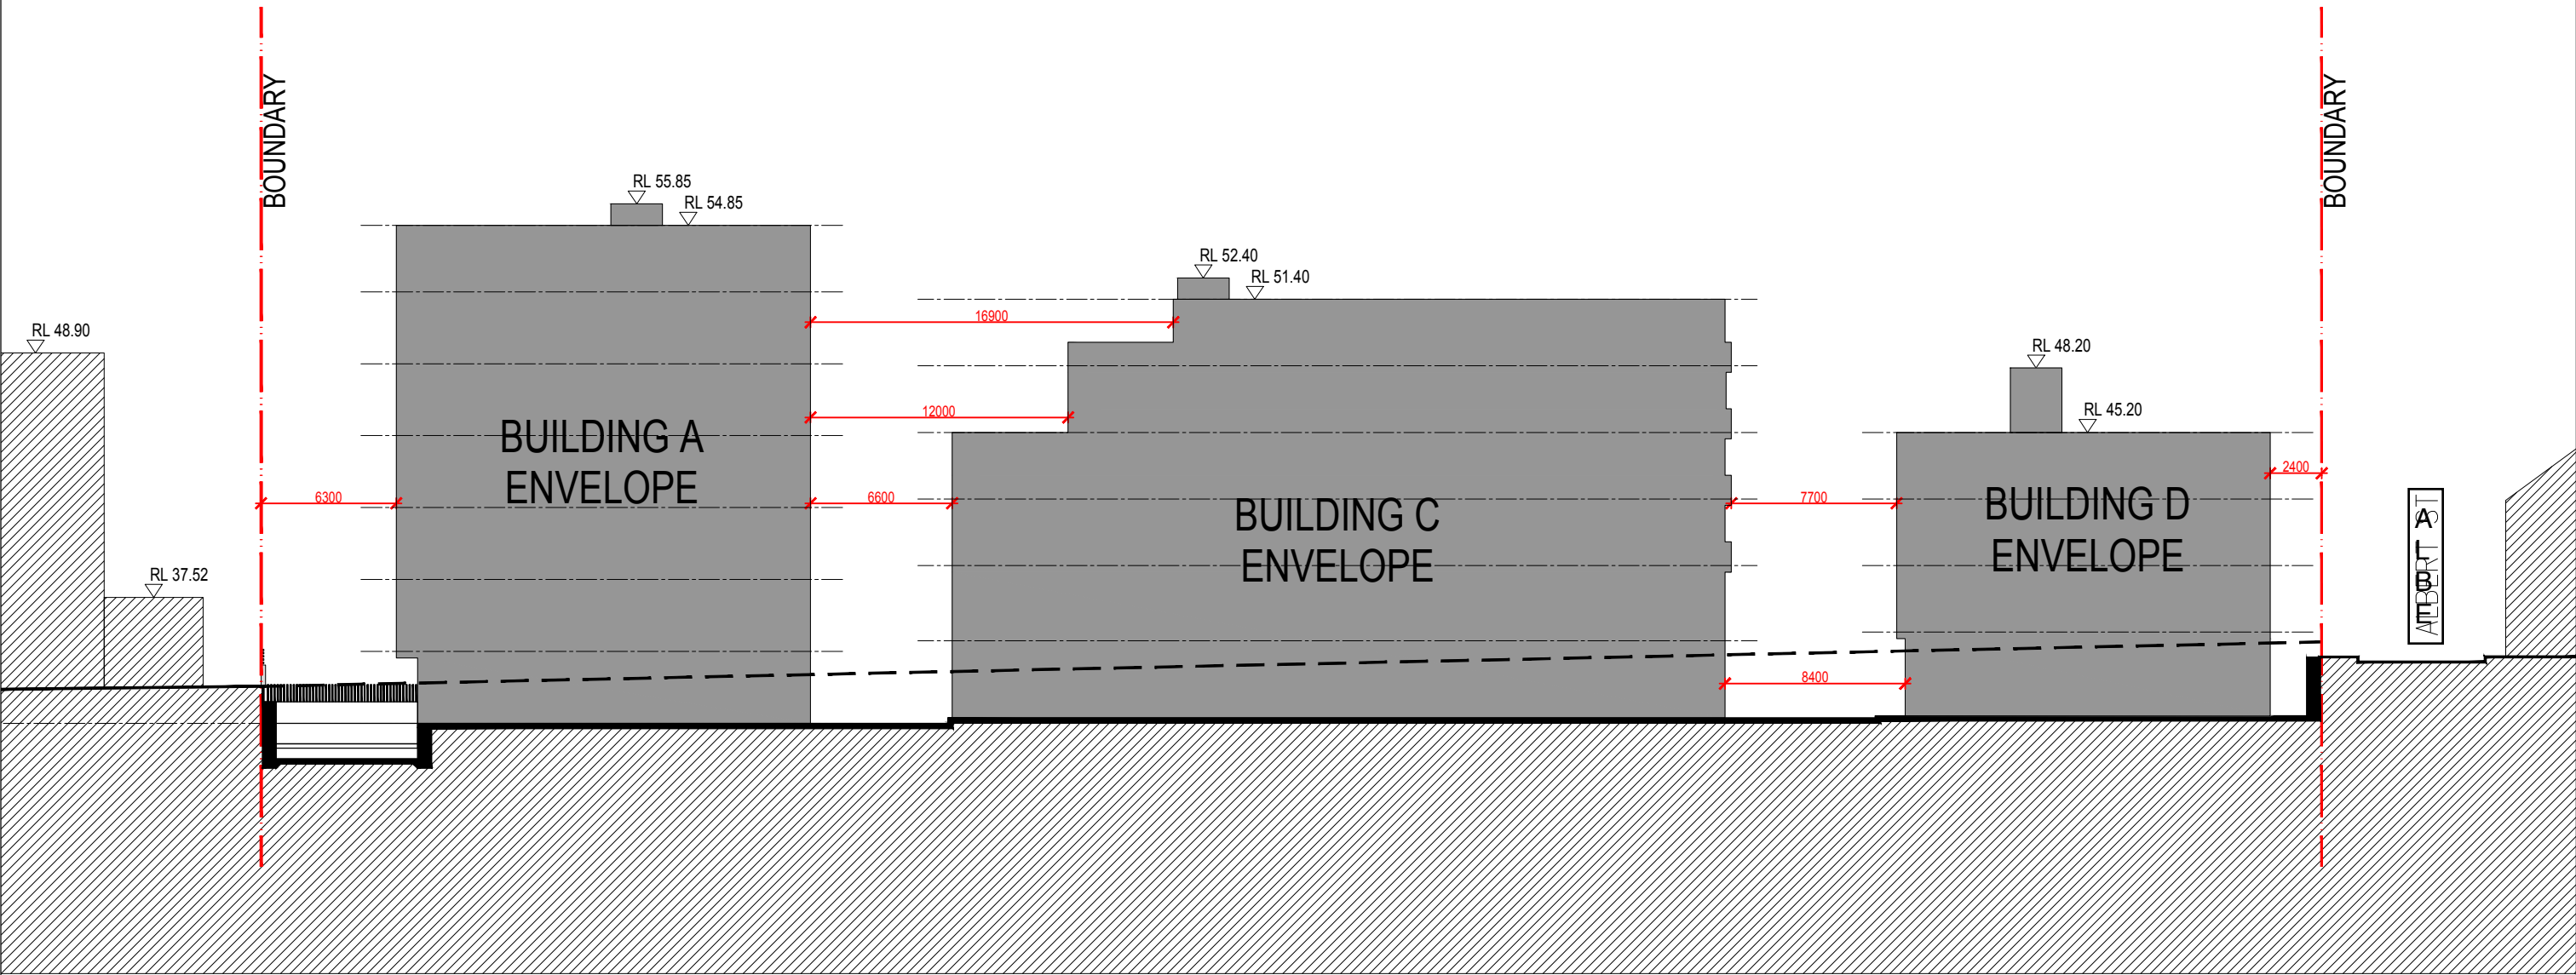 BOUNDARY
BOUNDARY
RL 55.85
RL 54.85
RL 52.40
RL 51.40
16900
RL 48.90
RL 48.20
12000
RL 45.20
BUILDING A
ENVELOPE
2400
6300
6600
BUILDING C
ENVELOPE
7700
BUILDING D
ENVELOPE
ALBERT ST
RL 37.52
8400